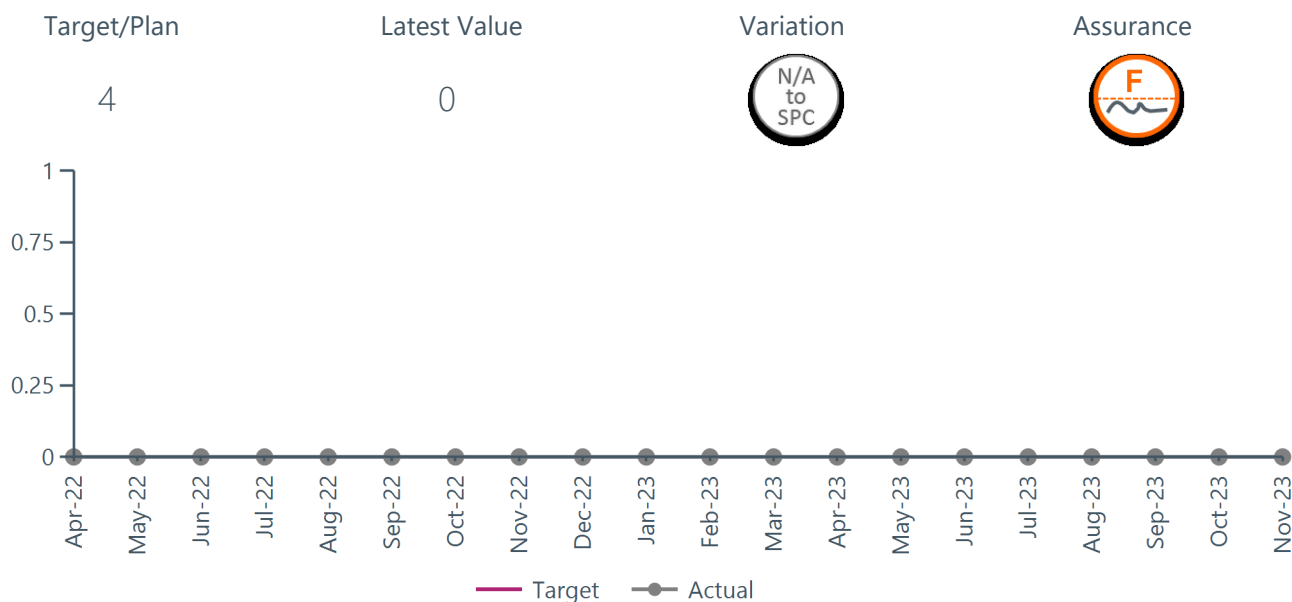 Target/Plan Latest Value Variation Assurance
4 0 N/A to SPC F
1
0.75
0.5
0.25
0
Apr-22 May-22 Jun-22 Jul-22 Aug-22 Sep-22 Oct-22 Nov-22 Dec-22 Jan-23 Feb-23 Mar-23 Apr-23 May-23 Jun-23 Jul-23 Aug-23 Sep-23 Oct-23 Nov-23
Target Actual